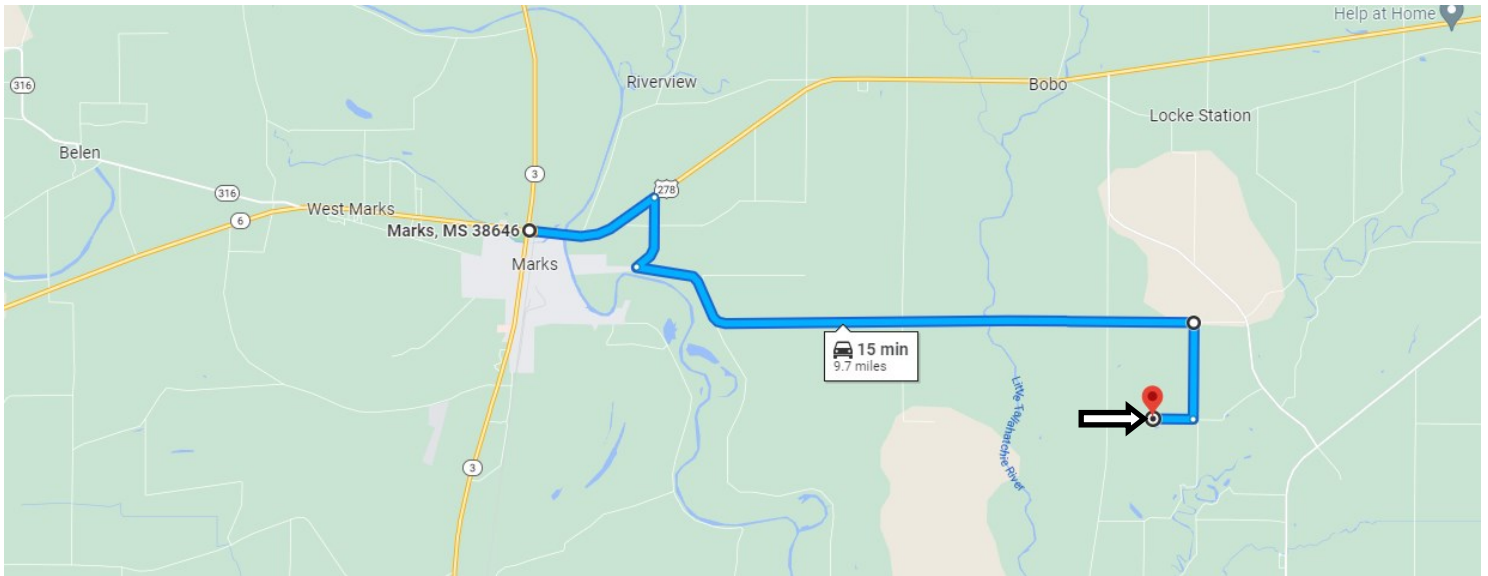 Help at Home
316
Riverview
Bobo
Locke Station
Belen
3
278
316
6
West Marks
Marks, MS 38646
Marks
15 min
9.7 miles
Little Tallahatchie River
3